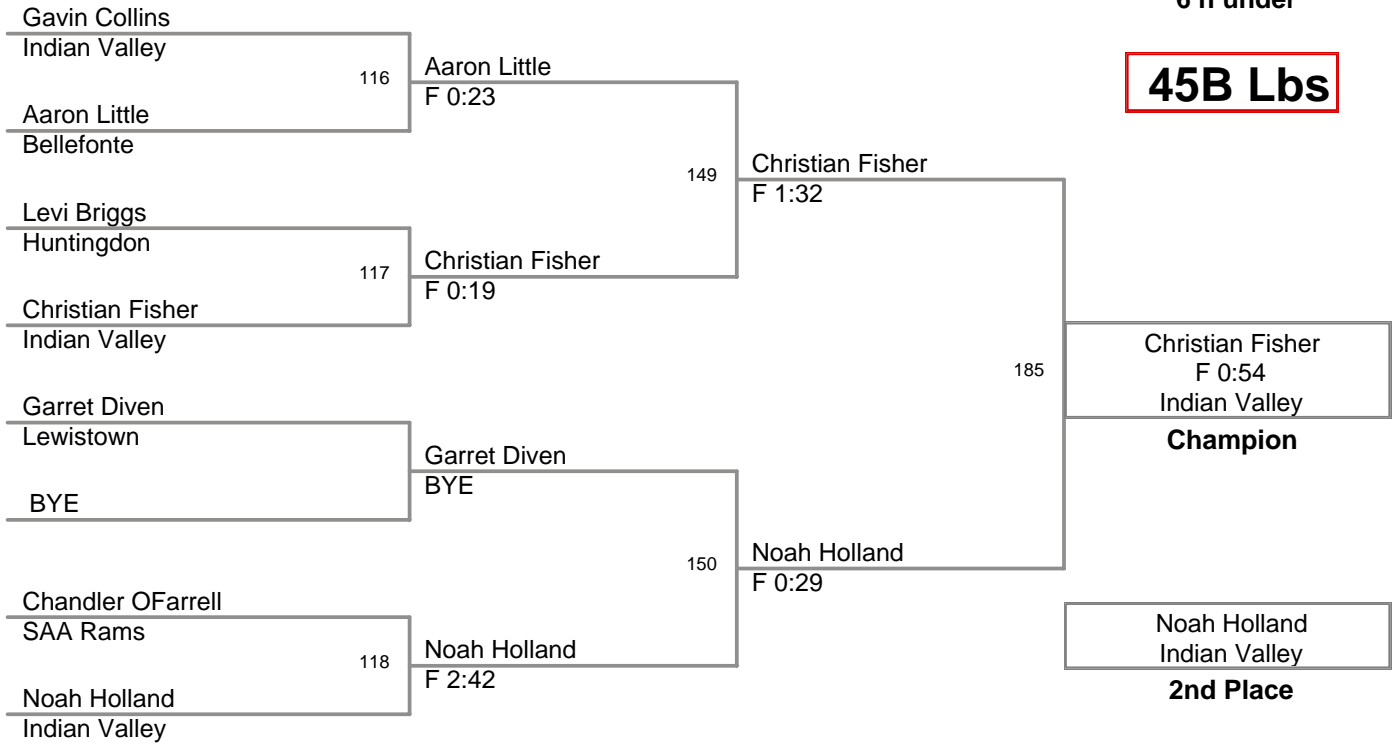 6 n under
45B Lbs
Gavin Collins
Indian Valley
116
Aaron Little
F 0:23
Aaron Little
Bellefonte
149
Christian Fisher
F 1:32
Levi Briggs
Huntingdon
117
Christian Fisher
F 0:19
Christian Fisher
Indian Valley
185
Christian Fisher
F 0:54
Indian Valley
Champion
Garret Diven
Lewistown
Garret Diven
BYE
BYE
150
Noah Holland
F 0:29
Chandler OFarrell
SAA Rams
118
Noah Holland
F 2:42
Noah Holland
Indian Valley
Noah Holland
Indian Valley
2nd Place